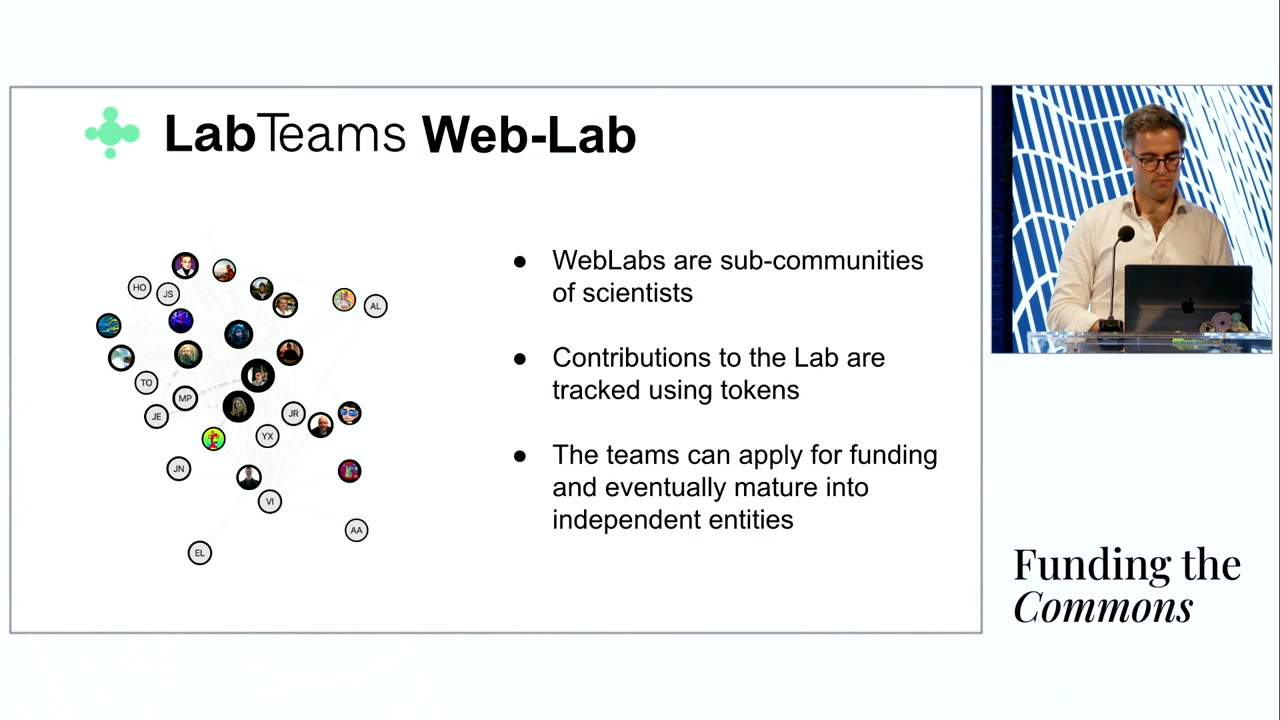 LabTeams Web-Lab
WebLabs are sub-communities
of scientists
Contributions to the Lab are
tracked using tokens
The teams can apply for funding
and eventually mature into
independent entities
HO
JS
AL
TO
MP
JE
JR
YX
JN
VI
AA
EL
Funding the
Commons